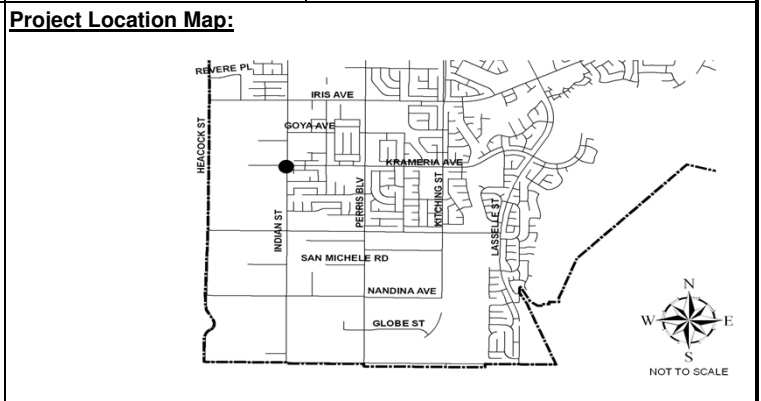 Project Location Map:
REVERE PL
IRIS AVE
GOYA AVE
HEACOCK ST
KRAMERIA AVE
INDIAN ST
PERRIS BLV
KITCHING ST
LASSELLE ST
SAN MICHELE RD
NANDINA AVE
GLOBE ST
N
W
E
S
NOT TO SCALE